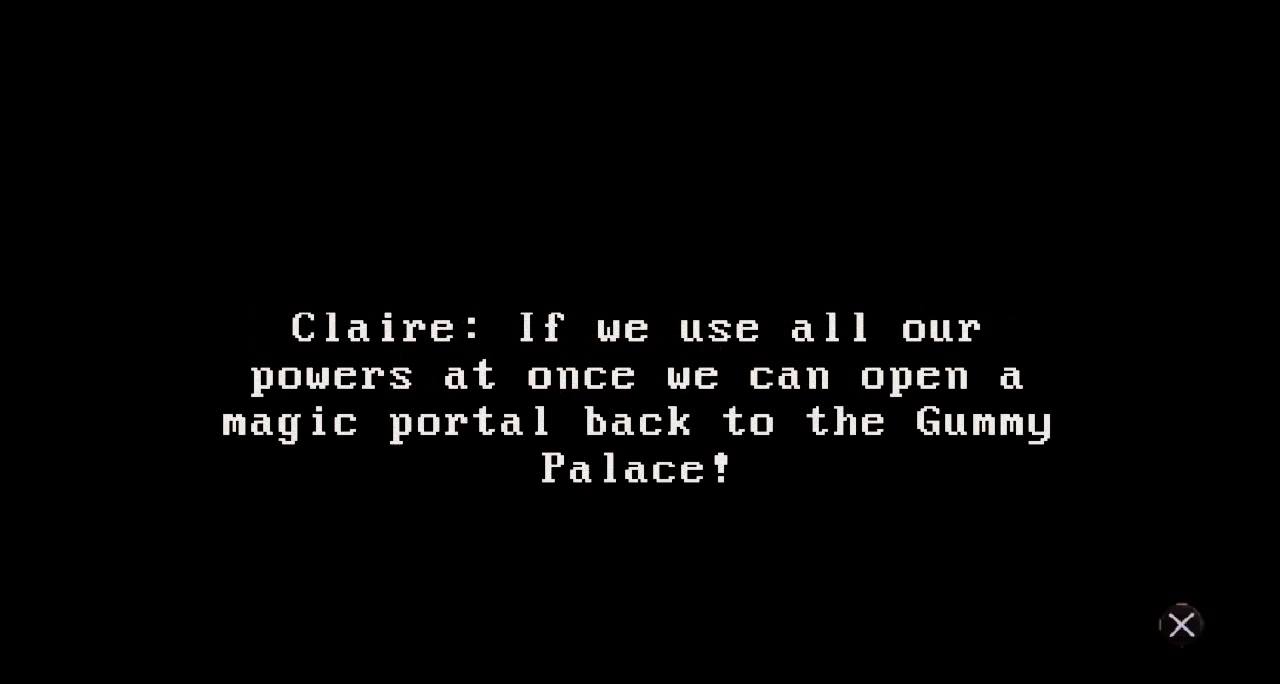 Claire: If we use all our
powers at once we can open a
magic portal back to the Gummy
Palace!